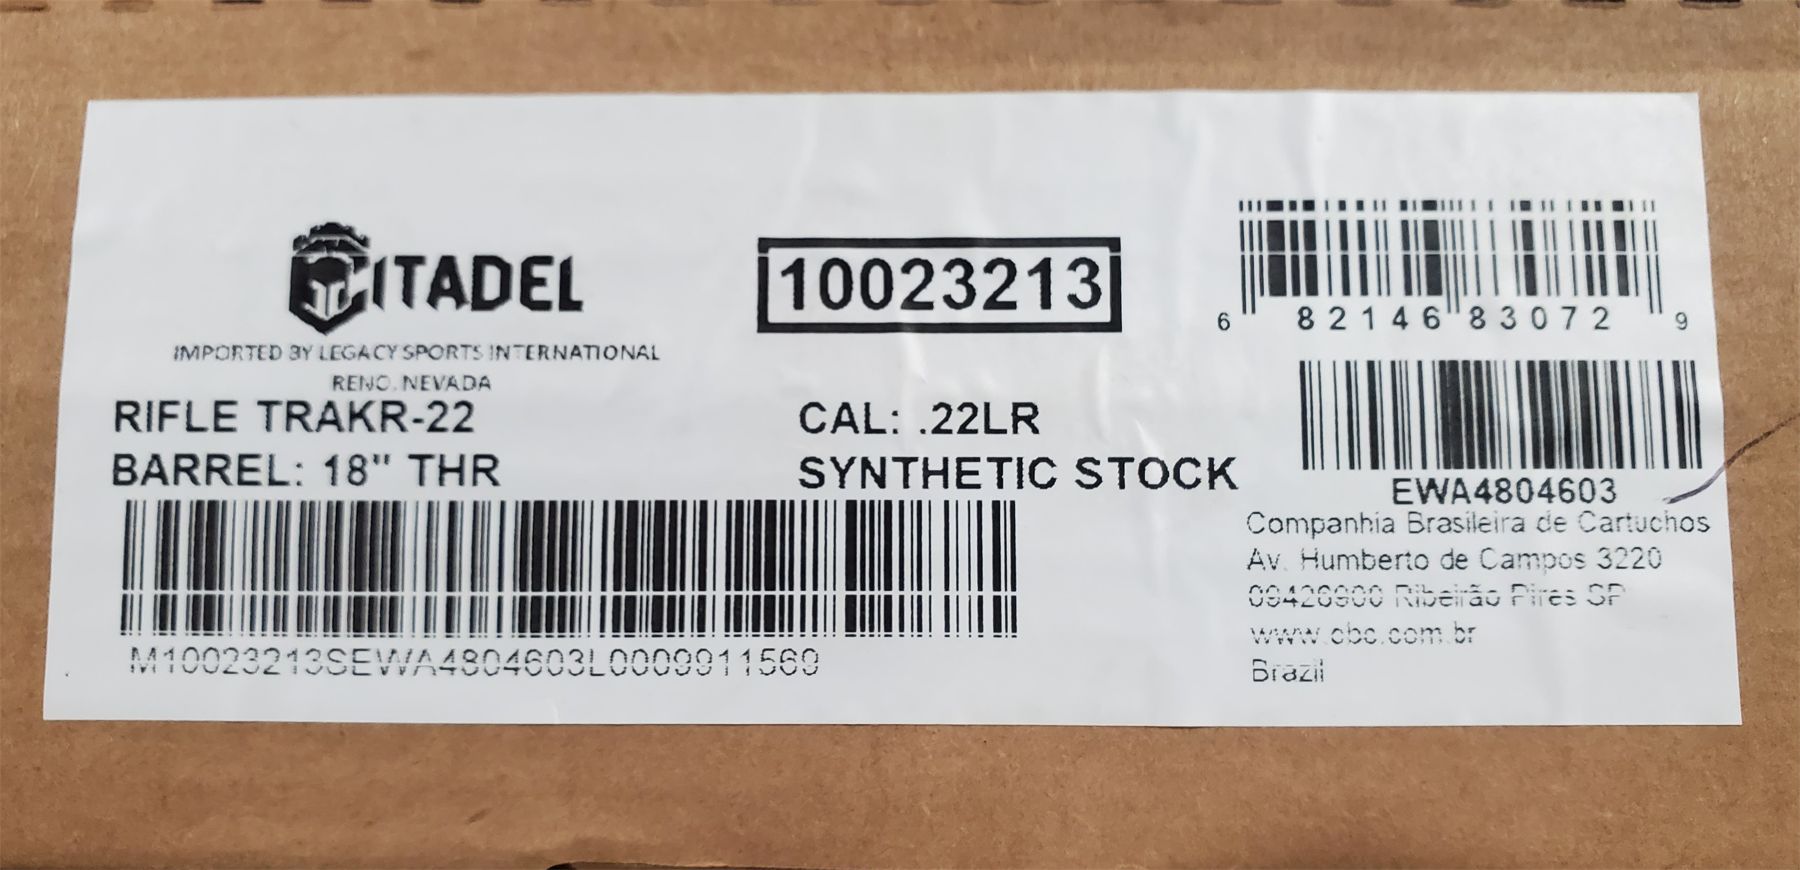 CITADEL
IMPORTED BY LEGACY SPORTS INTERNATIONAL
RENO, NEVADA
10023213
6 82146 83072 9
RIFLE TRAKR-22
CAL: .22LR
BARREL: 18" THR
SYNTHETIC STOCK
EWA4804603
Companhia Brasileira de Cartuchos
Av. Humberto de Campos 3220
09426900 Ribeirão Pires SP
www.cbc.com.br
Brazil
M10023213SEWA4804603L0009911569